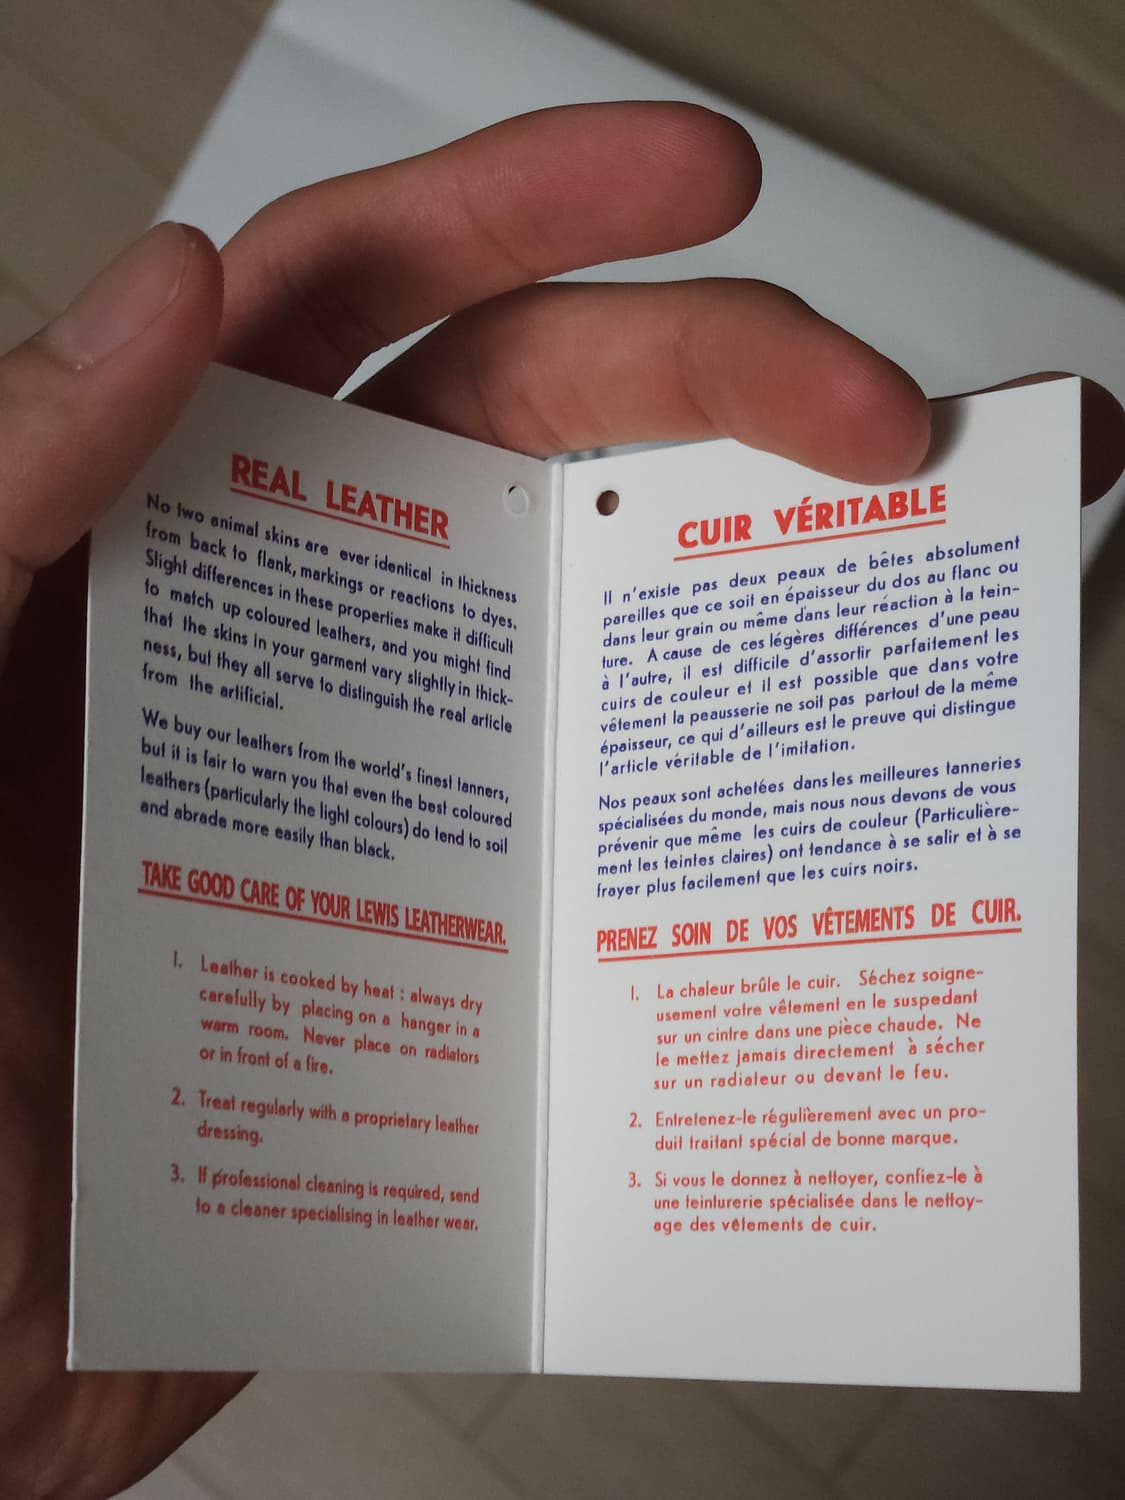 REAL LEATHER
No two animal skins are ever identical in thickness
from back to flank, markings or reactions to dyes.
Slight differences in these properties make it difficult
to match up coloured leathers, and you might find
that the skins in your garment vary slightly in thick-
ness, but they all serve to distinguish the real article
from the artificial.
We buy our leathers from the world's finest tanners,
but it is fair to warn you that even the best coloured
leathers (particularly the light colours) do tend to soil
and abrade more easily than black.
TAKE GOOD CARE OF YOUR LEWIS LEATHERWEAR.
1. Leather is cooked by heat : always dry
carefully by placing on a hanger in a
warm room. Never place on radiators
or in front of a fire.
2. Treat regularly with a proprietary leather
dressing.
3. If professional cleaning is required, send
to a cleaner specialising in leather wear.
CUIR VÉRITABLE
Il n'existe pas deux peaux de bêtes absolument
pareilles que ce soit en épaisseur du dos au flanc ou
dans leur grain ou même dans leur réaction à la tein-
ture. A cause de ces légères différences d'une peau
à l'autre, il est difficile d'assortir parfaitement les
cuirs de couleur et il est possible que dans votre
vêtement la peausserie ne soit pas partout de la même
épaisseur, ce qui d'ailleurs est le preuve qui distingue
l'article véritable de l'imitation.
Nos peaux sont achetées dans les meilleures tanneries
spécialisées du monde, mais nous nous devons de vous
prévenir que même les cuirs de couleur (Particulière-
ment les teintes claires) ont tendance à se salir et à se
frayer plus facilement que les cuirs noirs.
PRENEZ SOIN DE VOS VÊTEMENTS DE CUIR.
1. La chaleur brûle le cuir. Séchez soigne-
usement votre vêtement en le suspedant
sur un cintre dans une pièce chaude. Ne
le mettez jamais directement à sécher
sur un radiateur ou devant le feu.
2. Entretenez-le régulièrement avec un pro-
duit traitant spécial de bonne marque.
3. Si vous le donnez à nettoyer, confiez-le à
une teinturerie spécialisée dans le nettoy-
age des vêtements de cuir.